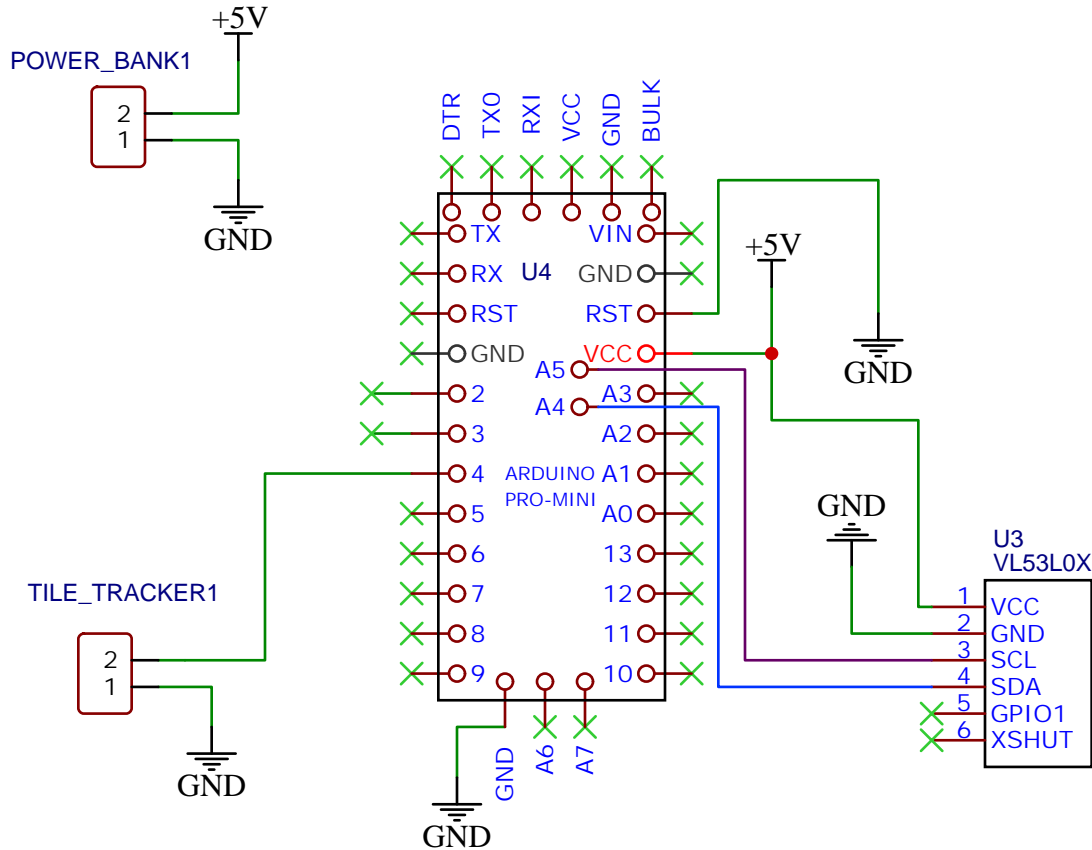 +5V
POWER_BANK1
2
1
GND
DTR
TX0
RXI
VCC
GND
BULK
TX
RX
RST
GND
2
3
4
5
6
7
8
9
U4
VIN
GND
RST
VCC
A5
A4
A3
A2
A1
A0
13
12
11
10
ARDUINO
PRO-MINI
GND
A6
A7
GND
+5V
GND
TILE_TRACKER1
2
1
GND
GND
U3
VL53L0X
1 VCC
2 GND
3 SCL
4 SDA
5 GPIO1
6 XSHUT